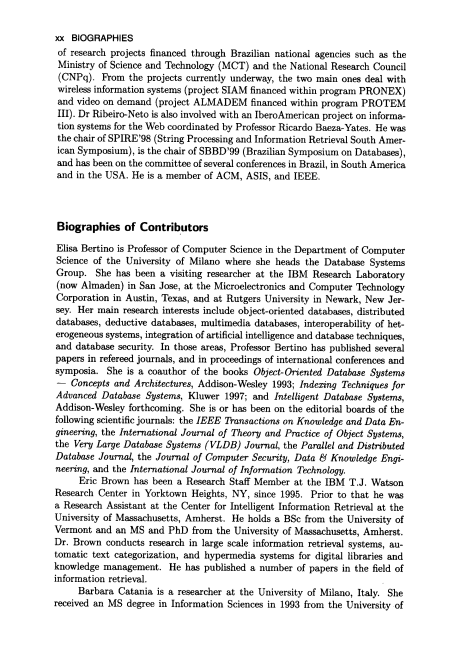 xx BIOGRAPHIES
of research projects financed through Brazilian national agencies such as the
Ministry of Science and Technology (MCT) and the National Research Council
(CNPq). From the projects currently underway, the two main ones deal with
wireless information systems (project SIAM financed within program PRONEX)
and video on demand (project ALMADEM financed within program PROTEM
III). Dr Ribeiro-Neto is also involved with an IberoAmerican project on informa-
tion systems for the Web coordinated by Professor Ricardo Baeza-Yates. He was
the chair of SPIRE'98 (String Processing and Information Retrieval South Amer-
ican Symposium), is the chair of SBBD'99 (Brazilian Symposium on Databases),
and has been on the committee of several conferences in Brazil, in South America
and in the USA. He is a member of ACM, ASIS, and IEEE.
Biographies of Contributors
Elisa Bertino is Professor of Computer Science in the Department of Computer
Science of the University of Milano where she heads the Database Systems
Group. She has been a visiting researcher at the IBM Research Laboratory
(now Almaden) in San Jose, at the Microelectronics and Computer Technology
Corporation in Austin, Texas, and at Rutgers University in Newark, New Jer-
sey. Her main research interests include object-oriented databases, distributed
databases, deductive databases, multimedia databases, interoperability of het-
erogeneous systems, integration of artificial intelligence and database techniques,
and database security. In those areas, Professor Bertino has published several
papers in refereed journals, and in proceedings of international conferences and
symposia. She is a coauthor of the books Object-Oriented Database Systems
— Concepts and Architectures, Addison-Wesley 1993; Indexing Techniques for
Advanced Database Systems, Kluwer 1997; and Intelligent Database Systems,
Addison-Wesley forthcoming. She is or has been on the editorial boards of the
following scientific journals: the IEEE Transactions on Knowledge and Data En-
gineering, the International Journal of Theory and Practice of Object Systems,
the Very Large Database Systems (VLDB) Journal, the Parallel and Distributed
Database Journal, the Journal of Computer Security, Data & Knowledge Engi-
neering, and the International Journal of Information Technology.
Eric Brown has been a Research Staff Member at the IBM T.J. Watson
Research Center in Yorktown Heights, NY, since 1995. Prior to that he was
a Research Assistant at the Center for Intelligent Information Retrieval at the
University of Massachusetts, Amherst. He holds a BSc from the University of
Vermont and an MS and PhD from the University of Massachusetts, Amherst.
Dr. Brown conducts research in large scale information retrieval systems, au-
tomatic text categorization, and hypermedia systems for digital libraries and
knowledge management. He has published a number of papers in the field of
information retrieval.
Barbara Catania is a researcher at the University of Milano, Italy. She
received an MS degree in Information Sciences in 1993 from the University of